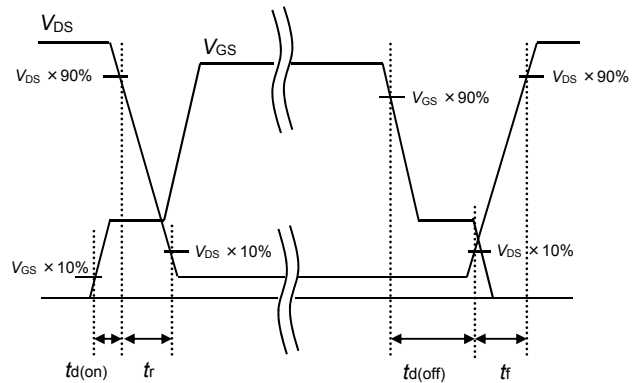 VDS
VGS
VDS × 90%
VGS × 90%
VDS × 90%
VGS × 10%
VDS × 10%
VDS × 10%
td(on)
tr
td(off)
tf